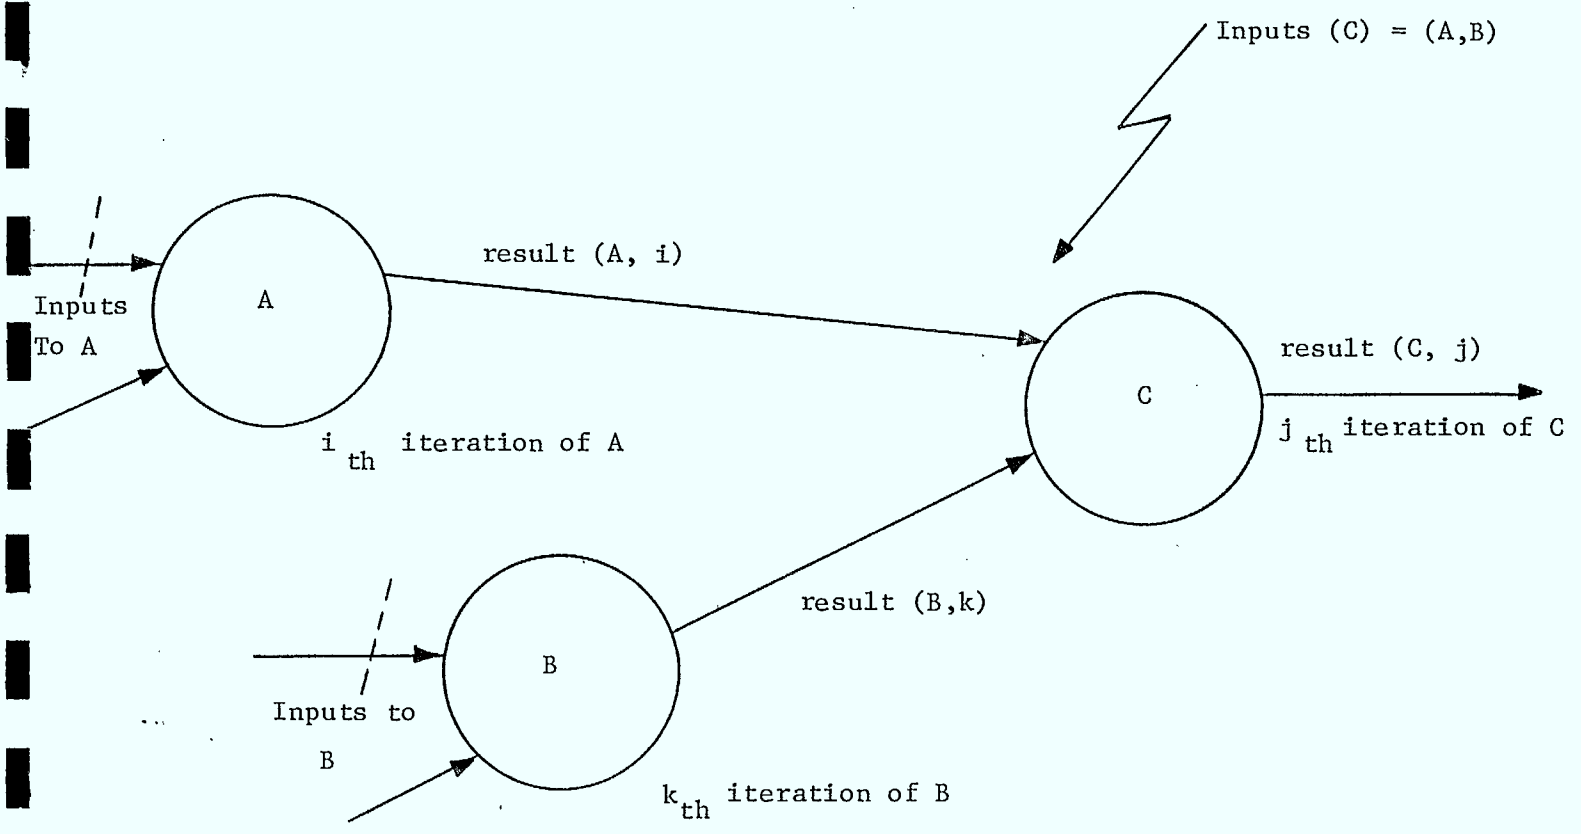 Inputs (C) = (A,B)
result (A, i)
A
Inputs
To A
i th iteration of A
C
result (C, j)
j th iteration of C
result (B,k)
B
Inputs to
B
k th iteration of B